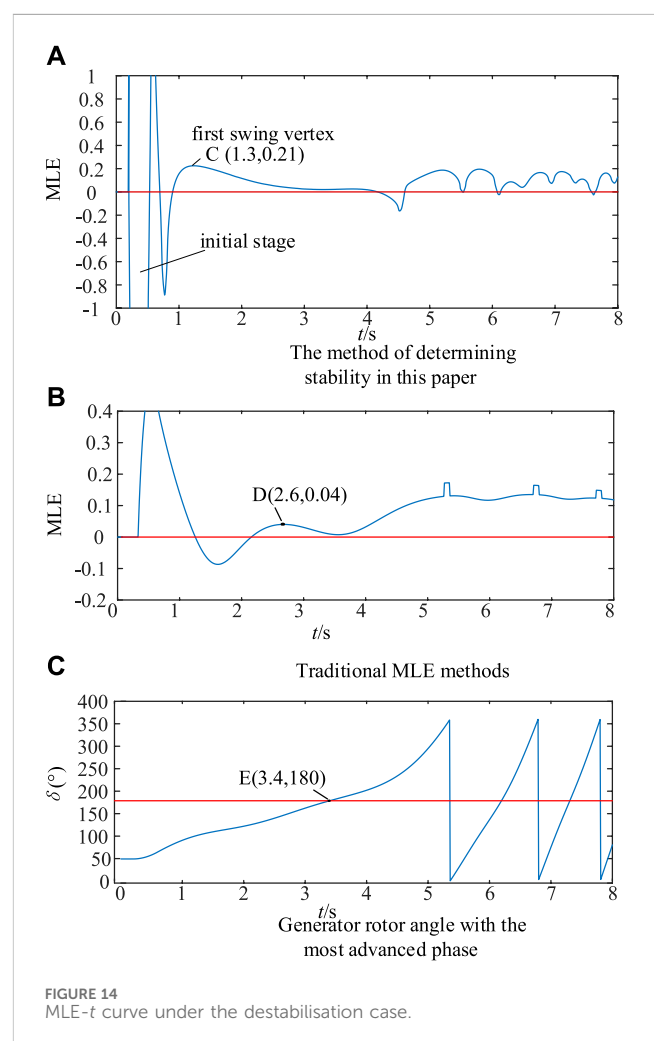 A
1
0.8
0.6
0.4
0.2
0
-0.2
-0.4
-0.6
-0.8
-1
MLE
first swing vertex
C (1.3,0.21)
initial stage
0 1 2 3 4 5 6 7 8
t/s
The method of determining
stability in this paper
B
0.4
0.3
0.2
0.1
0
-0.1
-0.2
MLE
D(2.6,0.04)
0 1 2 3 4 5 6 7 8
t/s
Traditional MLE methods
C
400
350
300
250
200
150
100
50
0
δ(°)
E(3.4,180)
0 1 2 3 4 5 6 7 8
t/s
Generator rotor angle with the
most advanced phase
FIGURE 14
MLE-t curve under the destabilisation case.